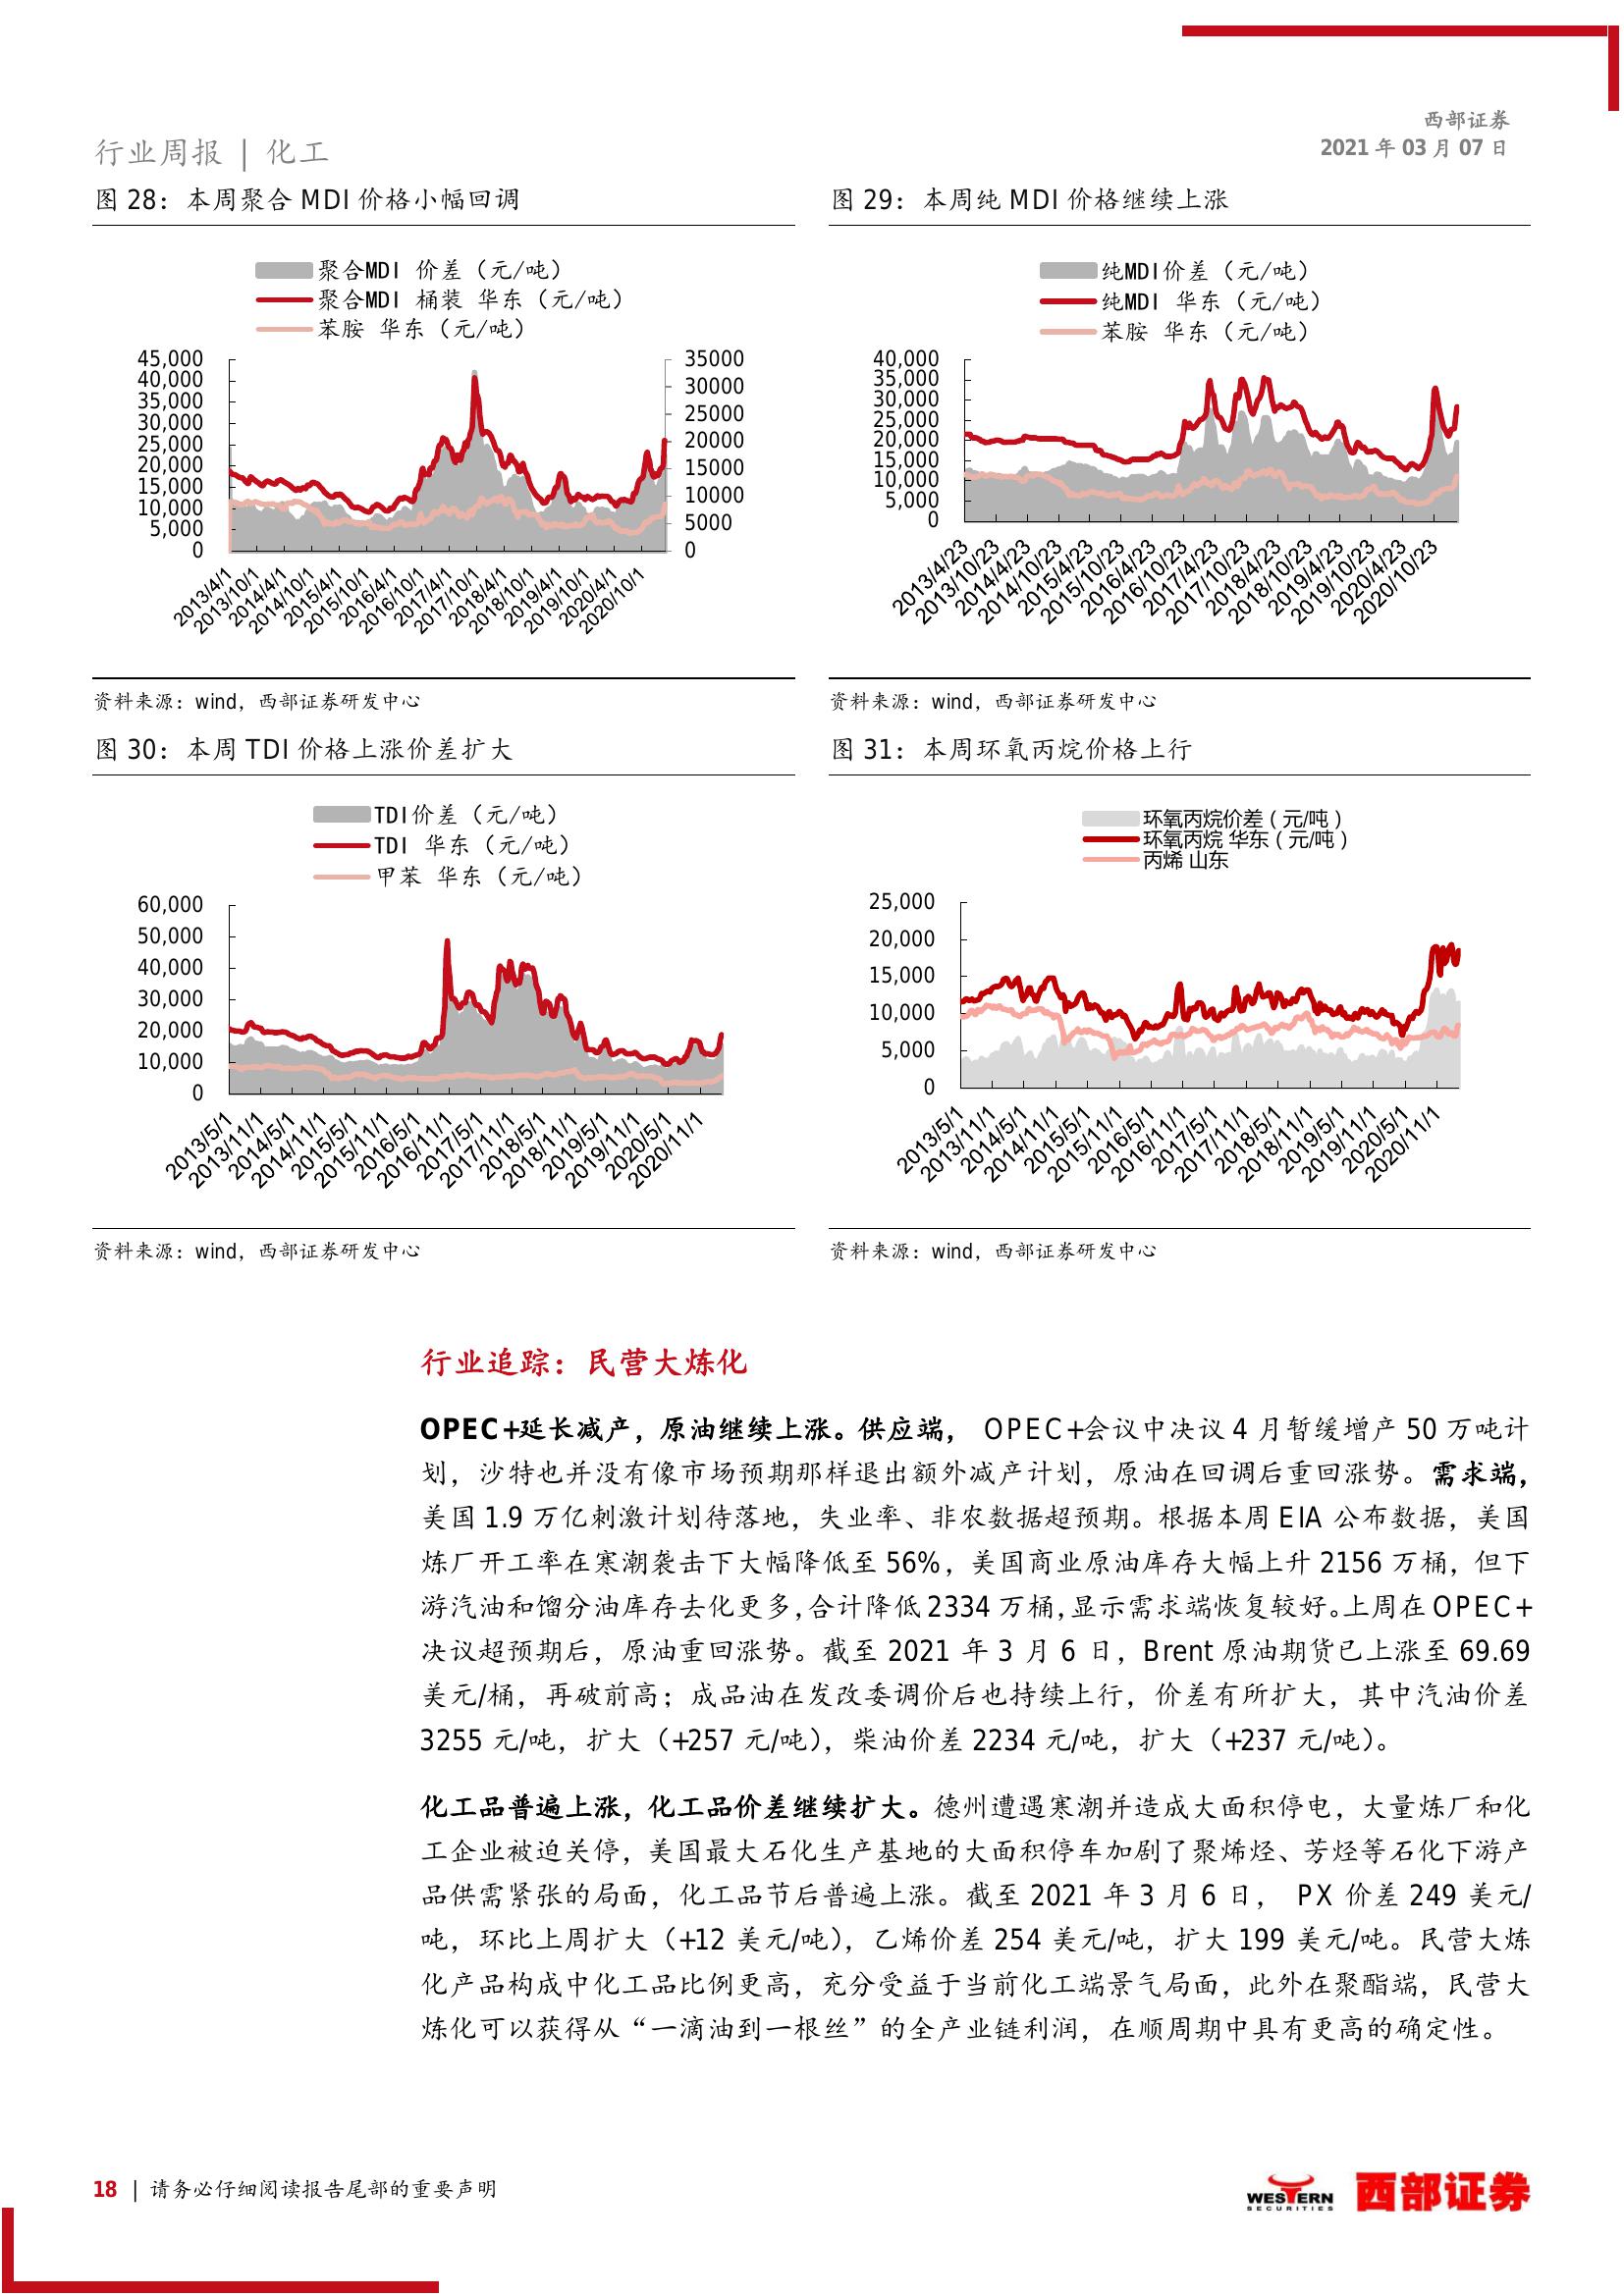 西部证券
行业周报 | 化工
2021 年 03 月 07 日
图 28：本周聚合 MDI 价格小幅回调
聚合MDI 价差（元/吨）
聚合MDI 桶装 华东（元/吨）
苯胺 华东（元/吨）
45,000
40,000
35,000
30,000
25,000
20,000
15,000
10,000
5,000
0
35000
30000
25000
20000
15000
10000
5000
0
2013/4/1
2013/10/1
2014/4/1
2014/10/1
2015/4/1
2015/10/1
2016/4/1
2016/10/1
2017/4/1
2017/10/1
2018/4/1
2018/10/1
2019/4/1
2019/10/1
2020/4/1
2020/10/1
资料来源：wind，西部证券研发中心
图 29：本周纯 MDI 价格继续上涨
纯MDI价差（元/吨）
纯MDI 华东（元/吨）
苯胺 华东（元/吨）
40,000
35,000
30,000
25,000
20,000
15,000
10,000
5,000
0
2013/4/23
2013/10/23
2014/4/23
2014/10/23
2015/4/23
2015/10/23
2016/4/23
2016/10/23
2017/4/23
2017/10/23
2018/4/23
2018/10/23
2019/4/23
2019/10/23
2020/4/23
2020/10/23
资料来源：wind，西部证券研发中心
图 30：本周 TDI 价格上涨价差扩大
TDI价差（元/吨）
TDI 华东（元/吨）
甲苯 华东（元/吨）
60,000
50,000
40,000
30,000
20,000
10,000
0
2013/5/1
2013/11/1
2014/5/1
2014/11/1
2015/5/1
2015/11/1
2016/5/1
2016/11/1
2017/5/1
2017/11/1
2018/5/1
2018/11/1
2019/5/1
2019/11/1
2020/5/1
2020/11/1
资料来源：wind，西部证券研发中心
图 31：本周环氧丙烷价格上行
环氧丙烷价差（元/吨）
环氧丙烷 华东（元/吨）
丙烯 山东
25,000
20,000
15,000
10,000
5,000
0
2013/5/1
2013/11/1
2014/5/1
2014/11/1
2015/5/1
2015/11/1
2016/5/1
2016/11/1
2017/5/1
2017/11/1
2018/5/1
2018/11/1
2019/5/1
2019/11/1
2020/5/1
2020/11/1
资料来源：wind，西部证券研发中心
行业追踪：民营大炼化
OPEC+延长减产，原油继续上涨。供应端， OPEC+会议中决议 4 月暂缓增产 50 万吨计
划，沙特也并没有像市场预期那样退出额外减产计划，原油在回调后重回涨势。需求端，
美国 1.9 万亿刺激计划待落地，失业率、非农数据超预期。根据本周 EIA 公布数据，美国
炼厂开工率在寒潮袭击下大幅降低至 56%，美国商业原油库存大幅上升 2156 万桶，但下
游汽油和馏分油库存去化更多，合计降低 2334 万桶，显示需求端恢复较好。上周在 OPEC+
决议超预期后，原油重回涨势。截至 2021 年 3 月 6 日，Brent 原油期货已上涨至 69.69
美元/桶，再破前高；成品油在发改委调价后也持续上行，价差有所扩大，其中汽油价差
3255 元/吨，扩大（+257 元/吨），柴油价差 2234 元/吨，扩大（+237 元/吨）。
化工品普遍上涨，化工品价差继续扩大。德州遭遇寒潮并造成大面积停电，大量炼厂和化
工企业被迫关停，美国最大石化生产基地的大面积停车加剧了聚烯烃、芳烃等石化下游产
品供需紧张的局面，化工品节后普遍上涨。截至 2021 年 3 月 6 日， PX 价差 249 美元/
吨，环比上周扩大（+12 美元/吨），乙烯价差 254 美元/吨，扩大 199 美元/吨。民营大炼
化产品构成中化工品比例更高，充分受益于当前化工端景气局面，此外在聚酯端，民营大
炼化可以获得从“一滴油到一根丝”的全产业链利润，在顺周期中具有更高的确定性。
18 | 请务必仔细阅读报告尾部的重要声明
WESTERN
SECURITIES
西部证券